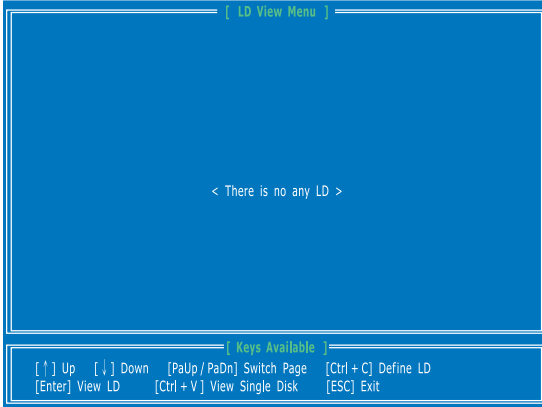 [ LD View Menu ]
< There is no any LD >
[ Keys Available ]
[↑] Up [↓] Down [PaUp / PaDn] Switch Page [Ctrl + C] Define LD
[Enter] View LD [Ctrl + V] View Single Disk [ESC] Exit